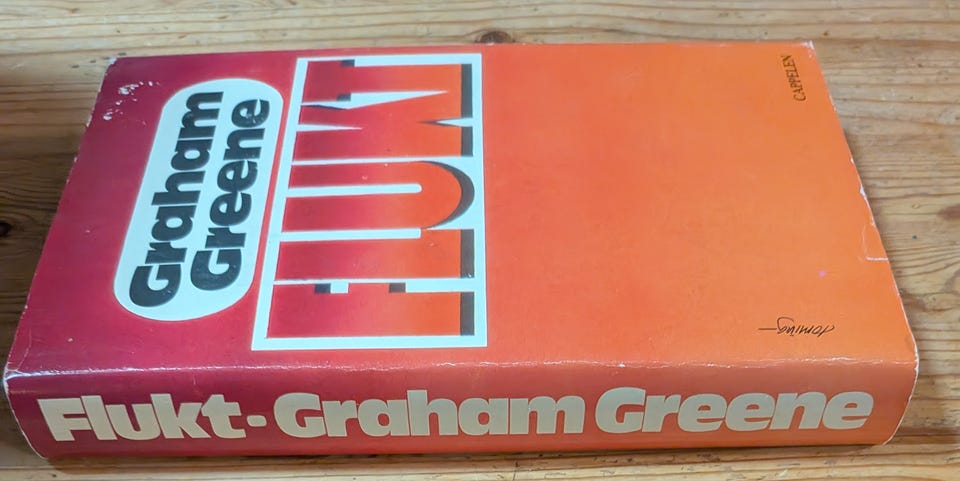 Graham
Greene
FLUKT
CAPPELEN
Flukt·Graham Greene